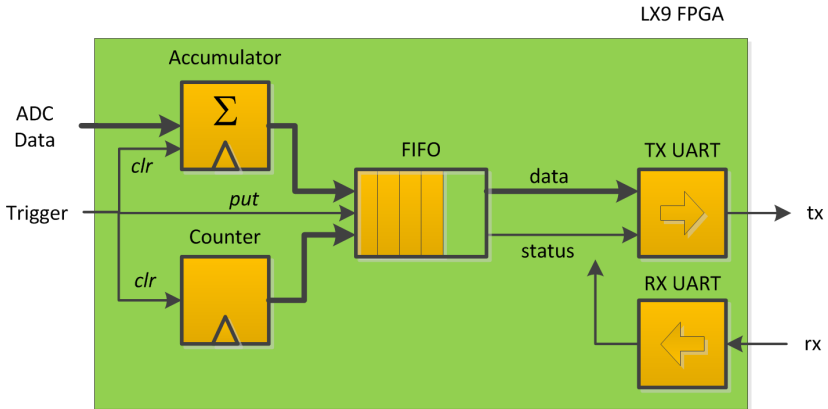 LX9 FPGA
Accumulator
ADC
Data
Σ
clr
FIFO
TX UART
data
put
Trigger
tx
Counter
status
clr
RX UART
rx